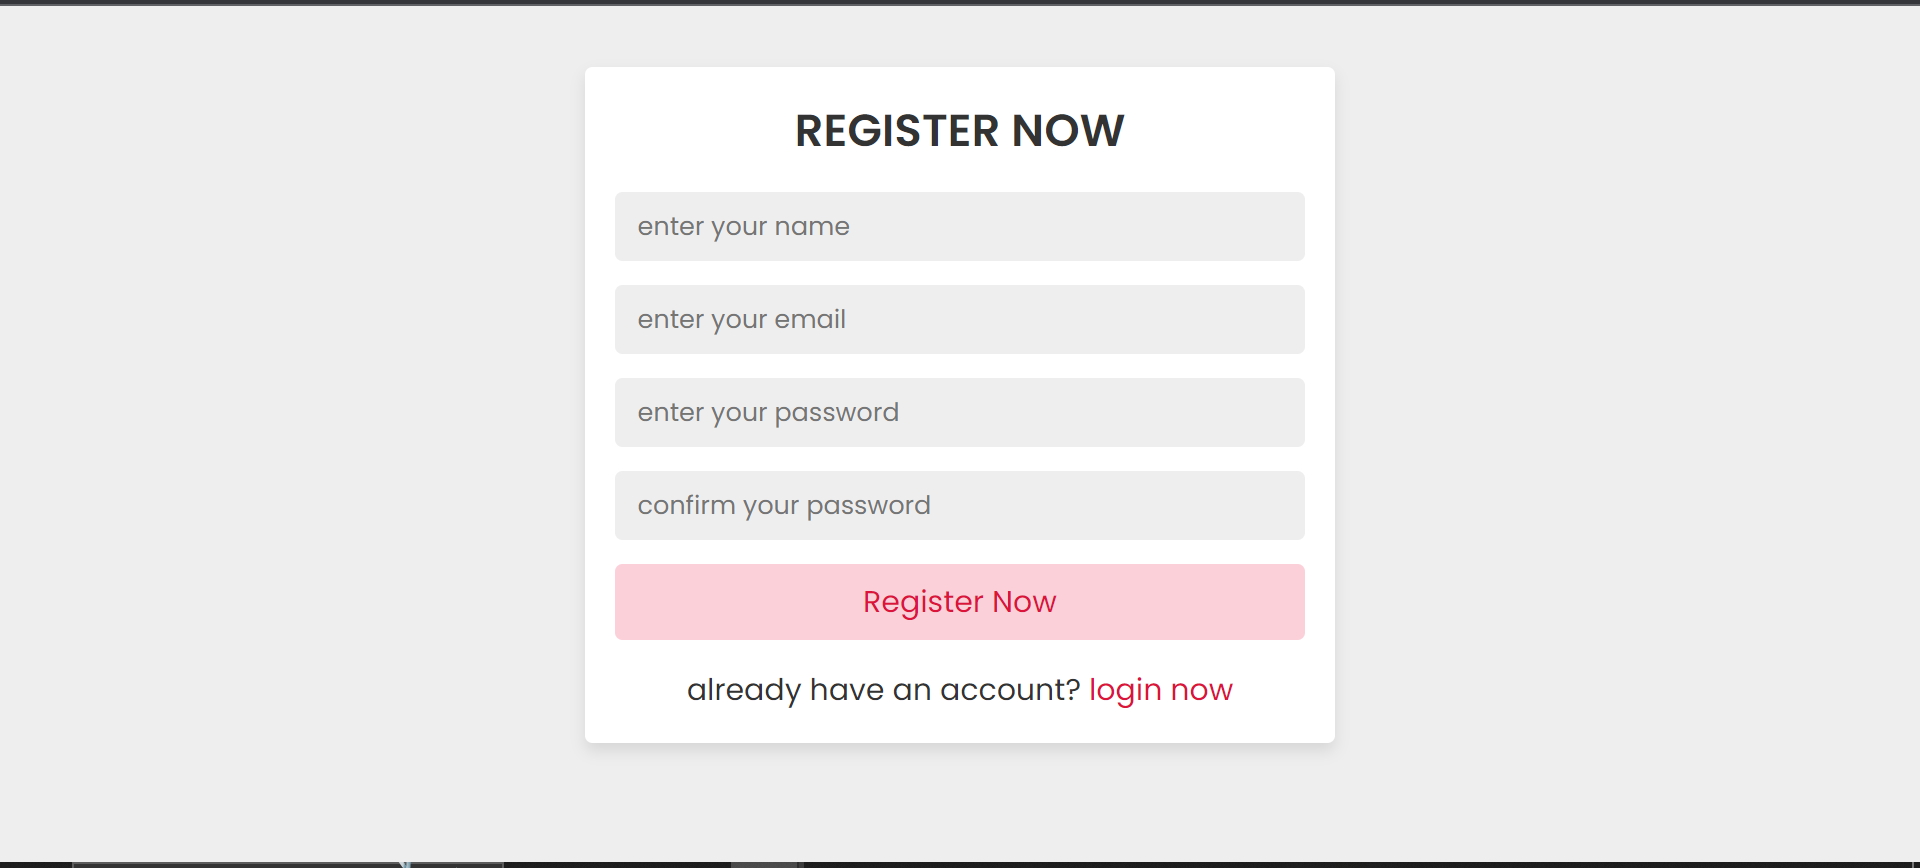 REGISTER NOW
enter your name
enter your email
enter your password
confirm your password
Register Now
already have an account? login now